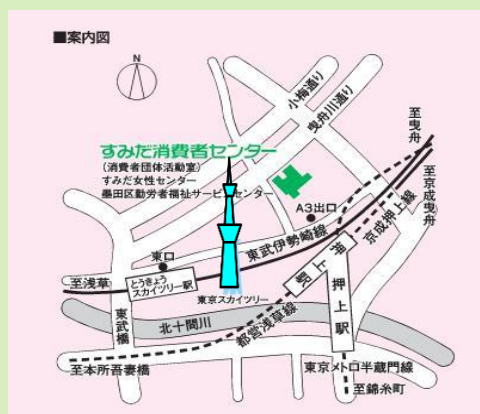 ■案内図
N
小梅通り
曳舟川通り
至曳舟
至京成曳舟
すみだ消費者センター
(消費者団体活動室)
すみだ女性センター
墨田区勤労者福祉サービスセンター
A3出口
京成押上線
東武伊勢崎線
押上駅
押上駅
東口
とうきょう
スカイツリー駅
至浅草
東京スカイツリー
東武橋
北十間川
都営浅草線
至本所吾妻橋
東京メトロ半蔵門線
至錦糸町